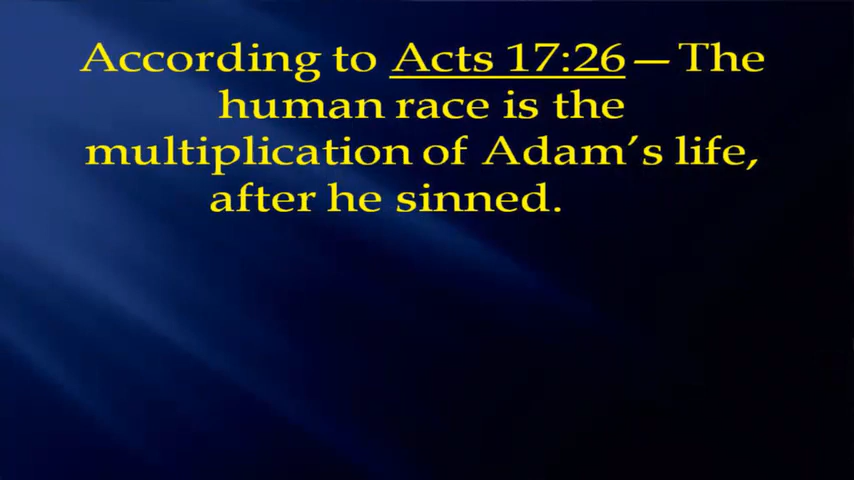 According to Acts 17:26—The
human race is the
multiplication of Adam’s life,
after he sinned.